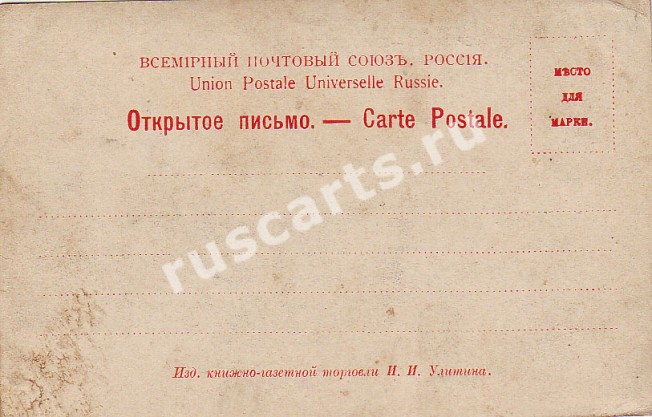 ВСЕМІРНЫЙ ПОЧТОВЫЙ СОЮЗЪ. РОССІЯ.
Union Postale Universelle Russie.
Открытое письмо. — Carte Postale.
МѢСТО
ДЛЯ
МАРКИ.
ruscarts.ru
Изд. книжно-газетной торговли И. И. Улитина.